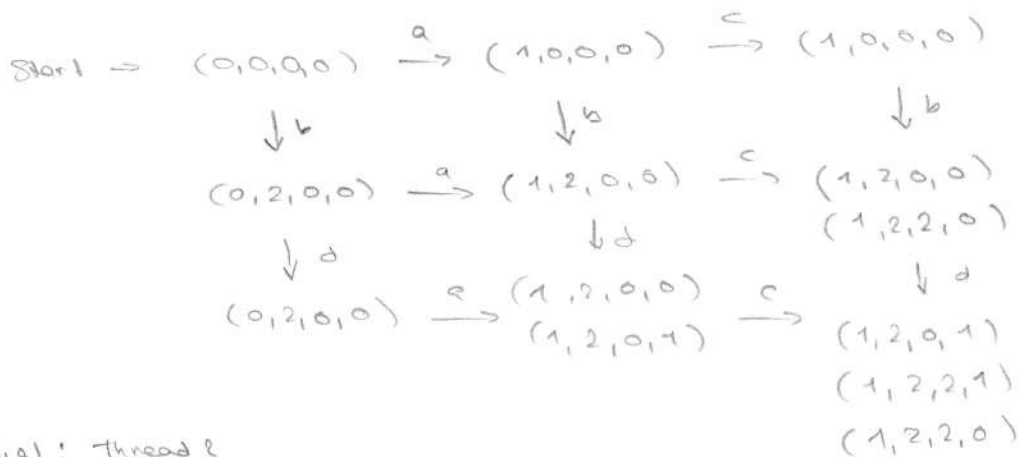 Start → (0,0,0,0) a→ (1,0,0,0) c→ (1,0,0,0)
↓ b ↓ b ↓ b
(0,2,0,0) a→ (1,2,0,0) c→ (1,2,0,0)
(1,2,2,0)
↓ d ↓ d ↓ d
(0,2,0,0) a→ (1,2,0,0) c→ (1,2,0,1)
(1,2,0,1) (1,2,2,1)
(1,2,2,0)
Thread 2